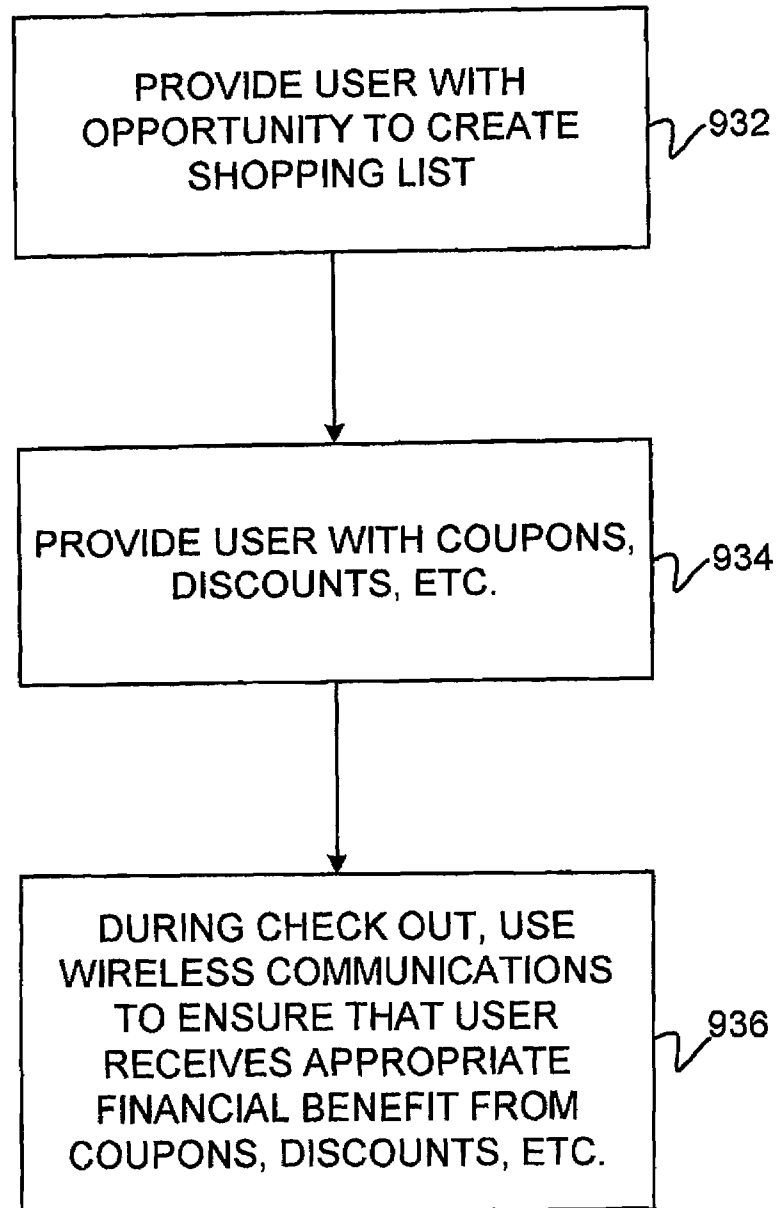 PROVIDE USER WITH
OPPORTUNITY TO CREATE
SHOPPING LIST
932
PROVIDE USER WITH COUPONS,
DISCOUNTS, ETC.
934
DURING CHECK OUT, USE
WIRELESS COMMUNICATIONS
TO ENSURE THAT USER
RECEIVES APPROPRIATE
FINANCIAL BENEFIT FROM
COUPONS, DISCOUNTS, ETC.
936